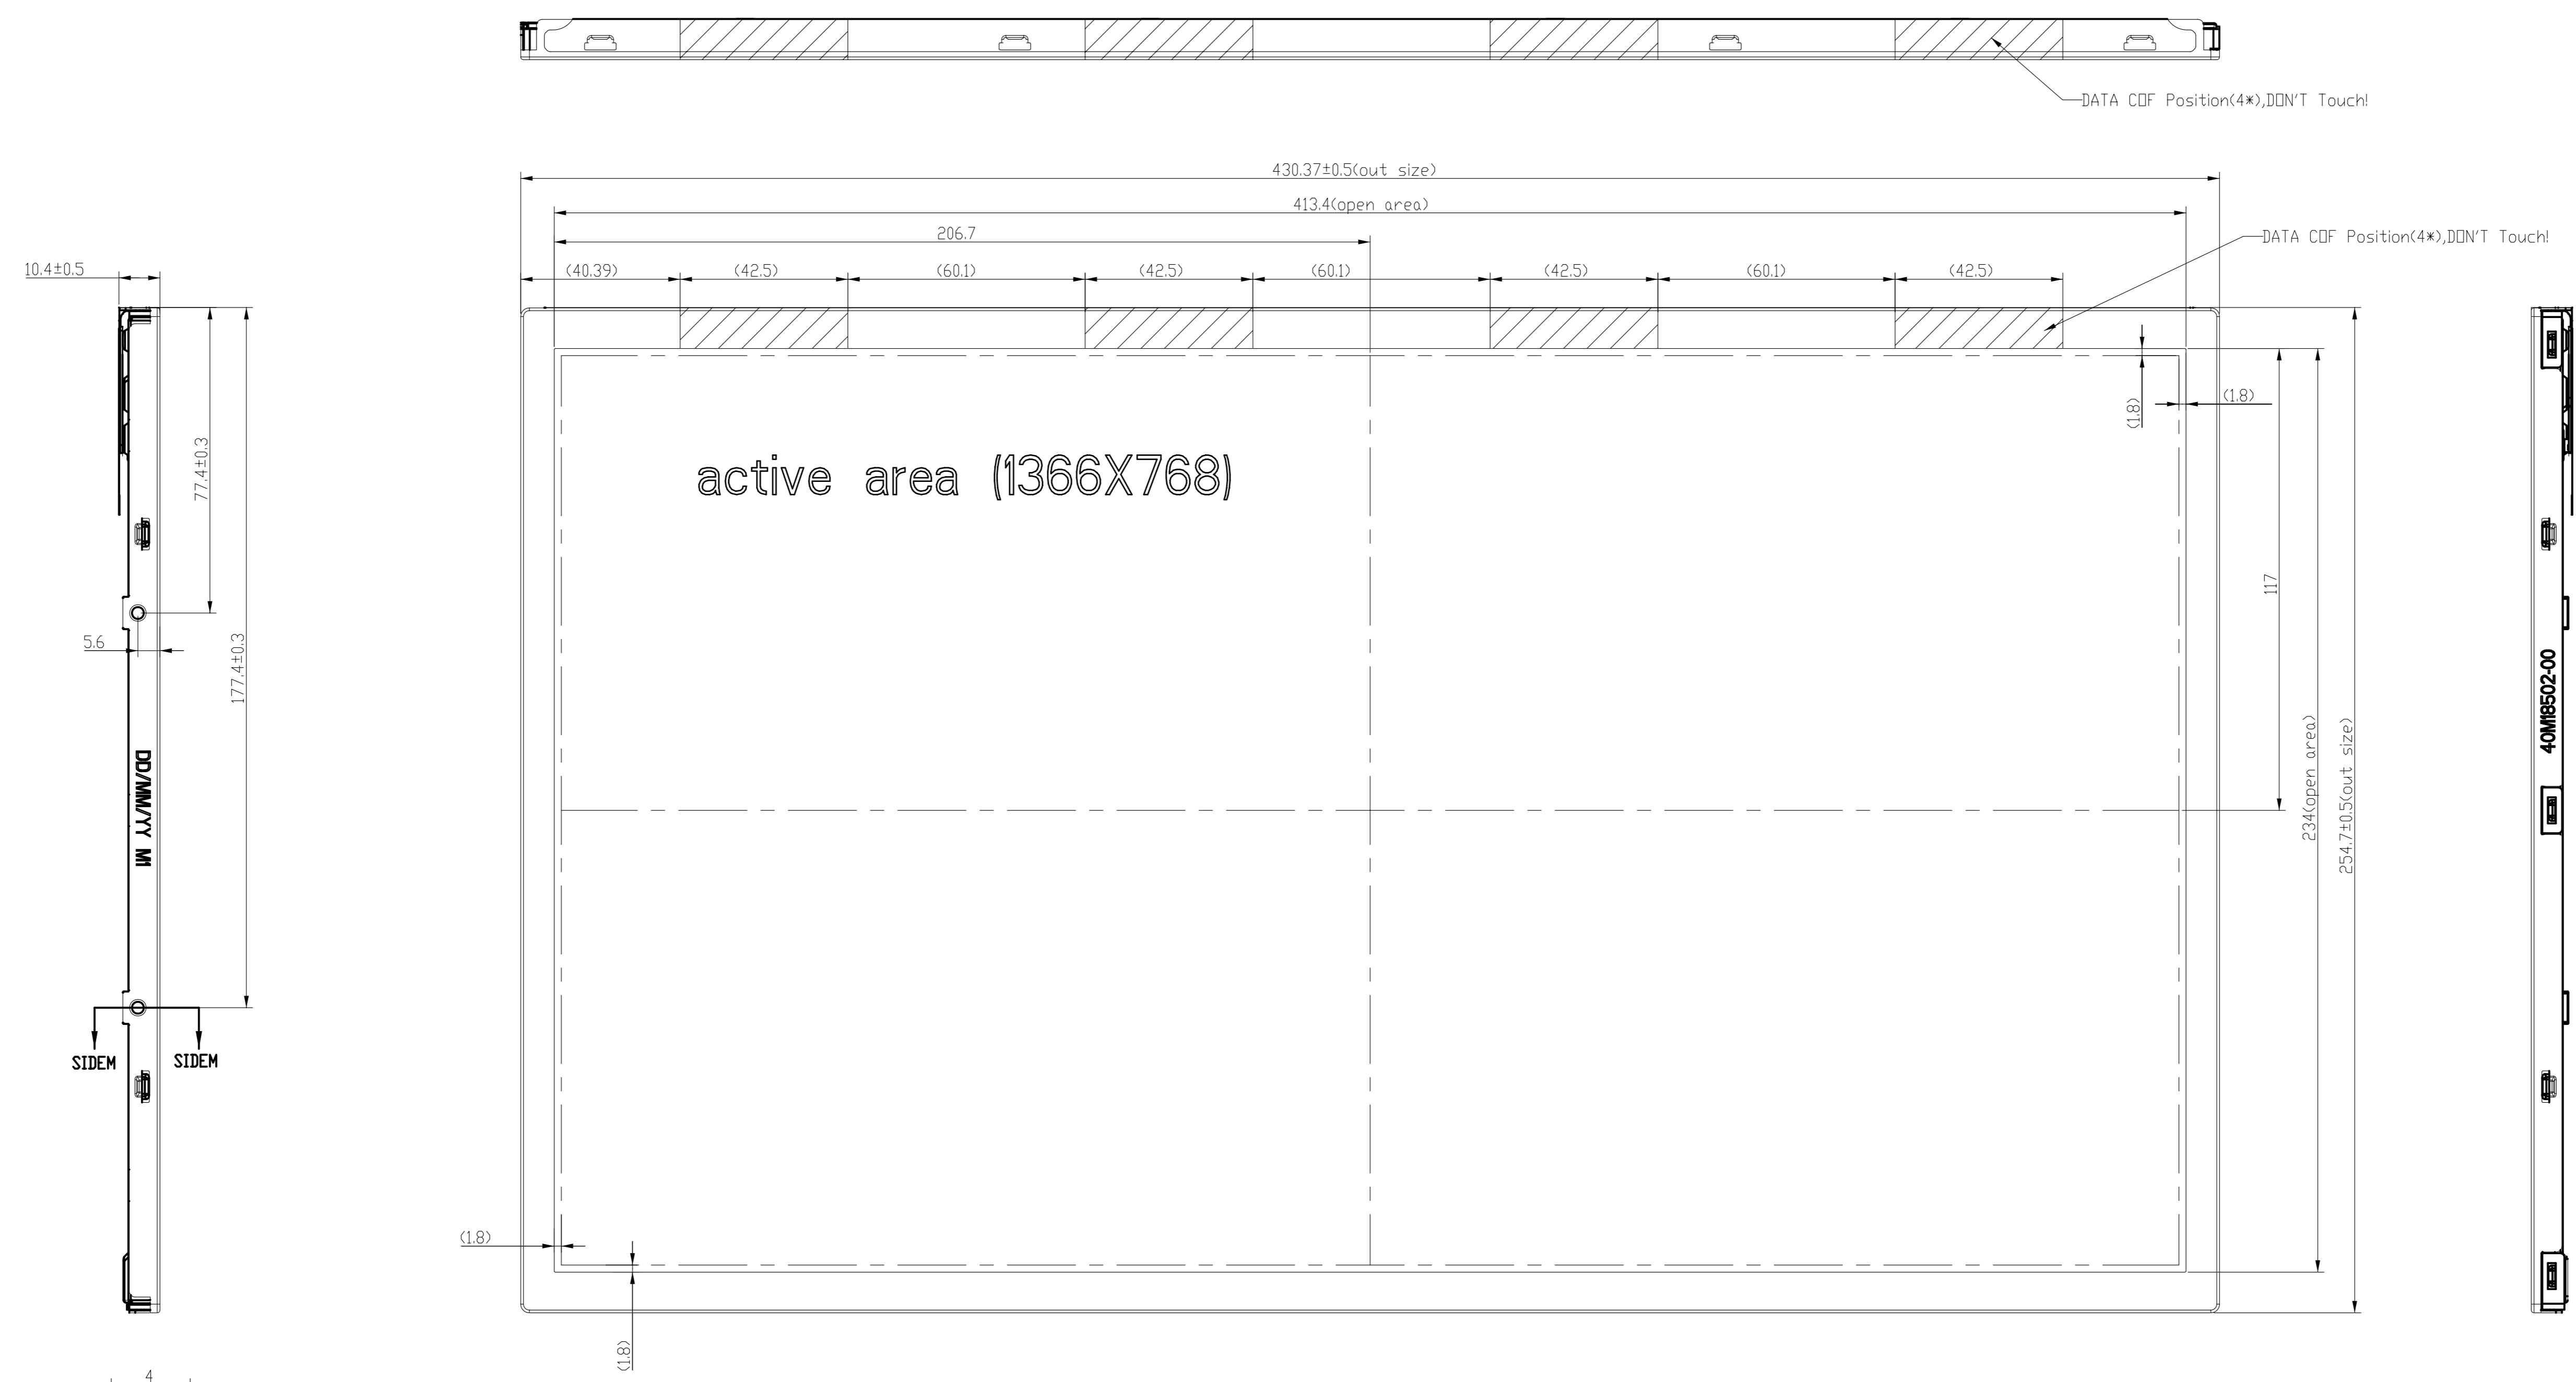 DATA COF Position(4*),DON'T Touch!
430.37±0.5(out size)
413.4(open area)
206.7
DATA COF Position(4*),DON'T Touch!
10.4±0.5
(40.39)
(42.5)
(60.1)
(42.5)
(60.1)
(42.5)
(60.1)
(42.5)
(1.8)
(1.8)
77.4±0.3
active area (1366X768)
117
5.6
177.4±0.3
40M18502-00
234(open area)
254.7±0.5(out size)
DD/MM/YY M1
SIDEM
SIDEM
(1.8)
(1.8)
4